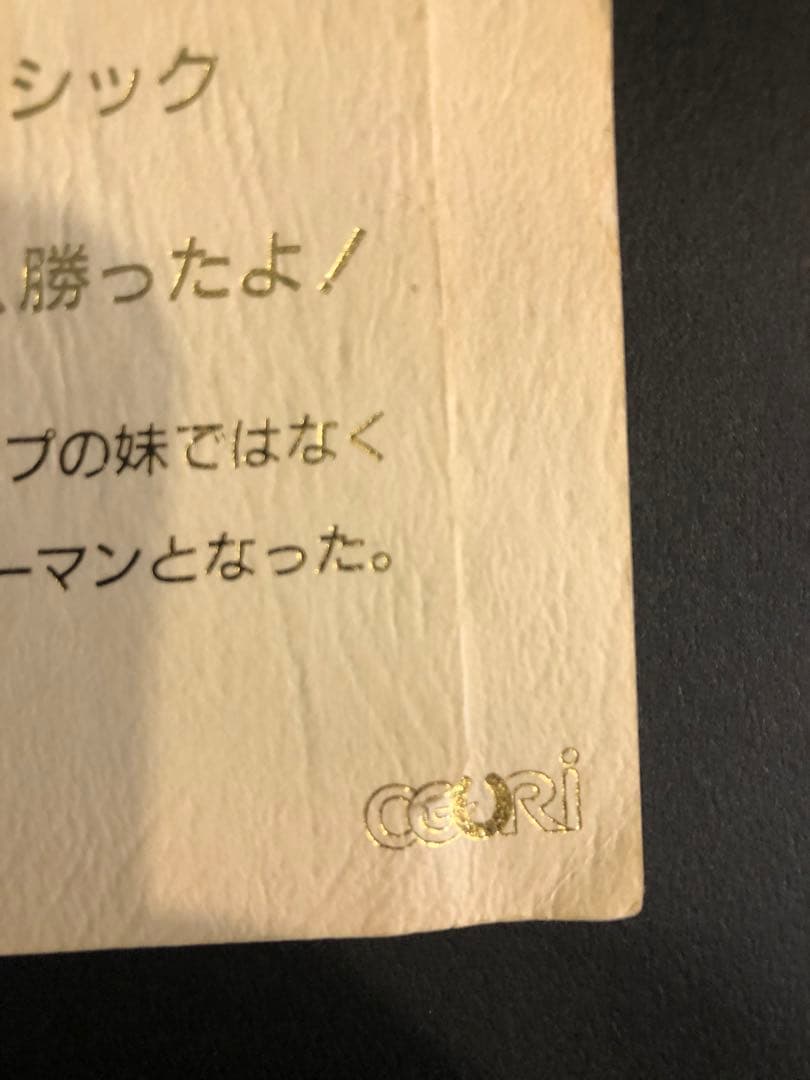 シック
、勝ったよ!
プの妹ではなく
ーマンとなった。
OGURi